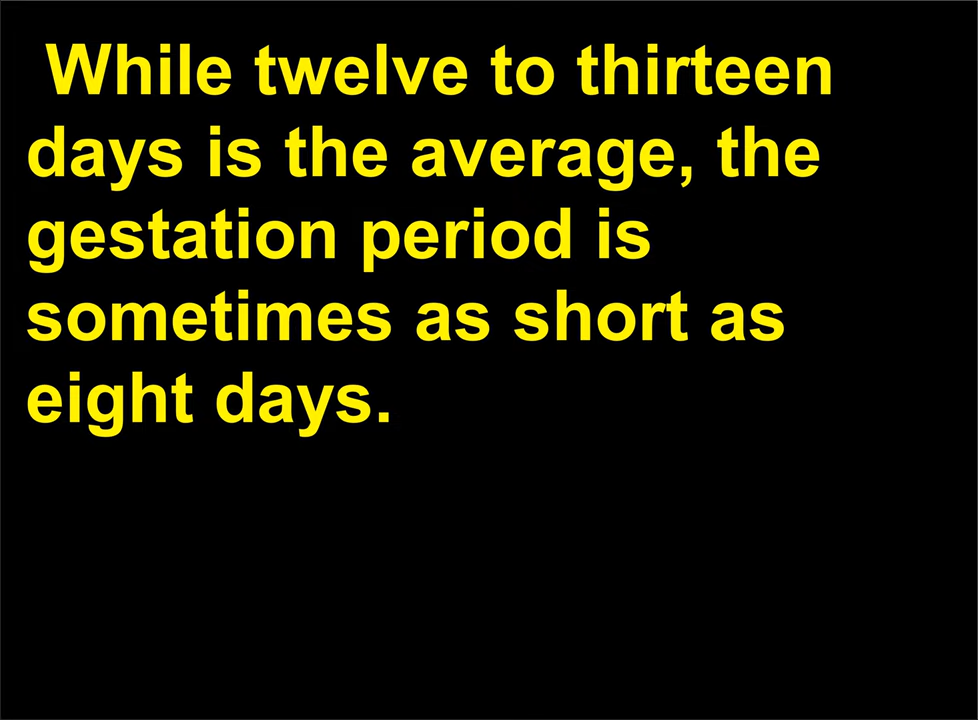 While twelve to thirteen
days is the average, the
gestation period is
sometimes as short as
eight days.